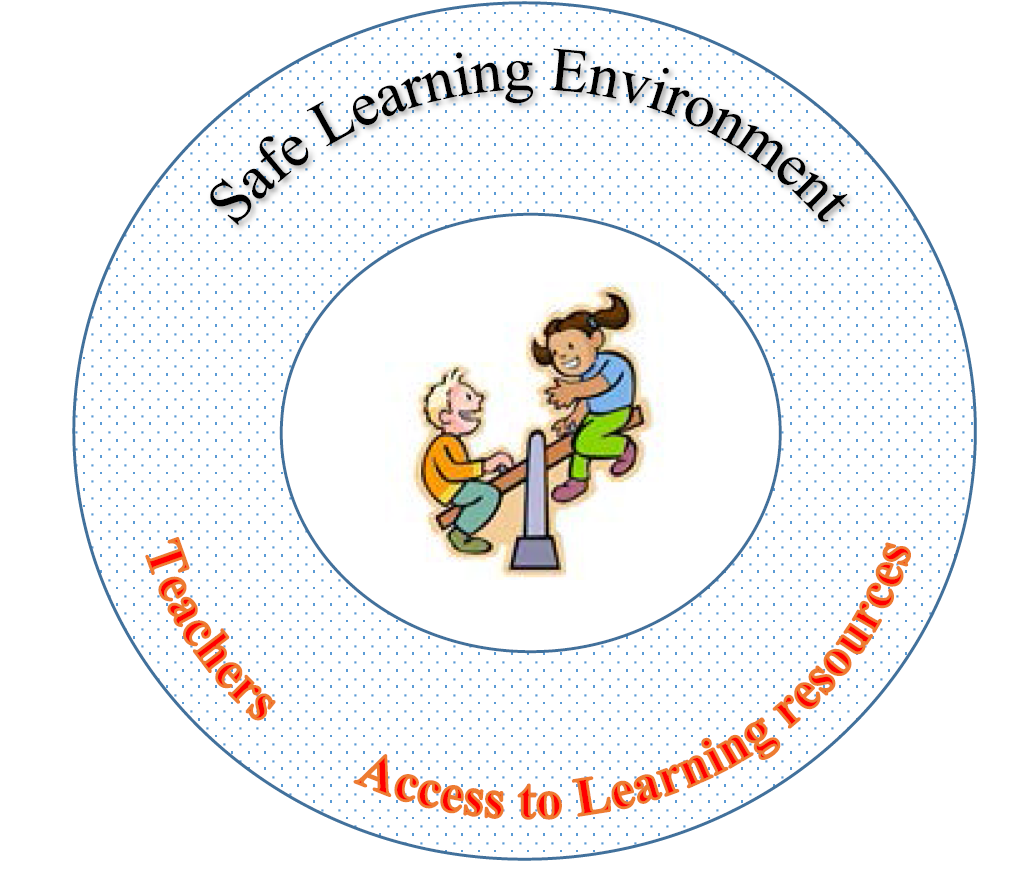 Safe Learning Environment
Teachers
Access to Learning resources